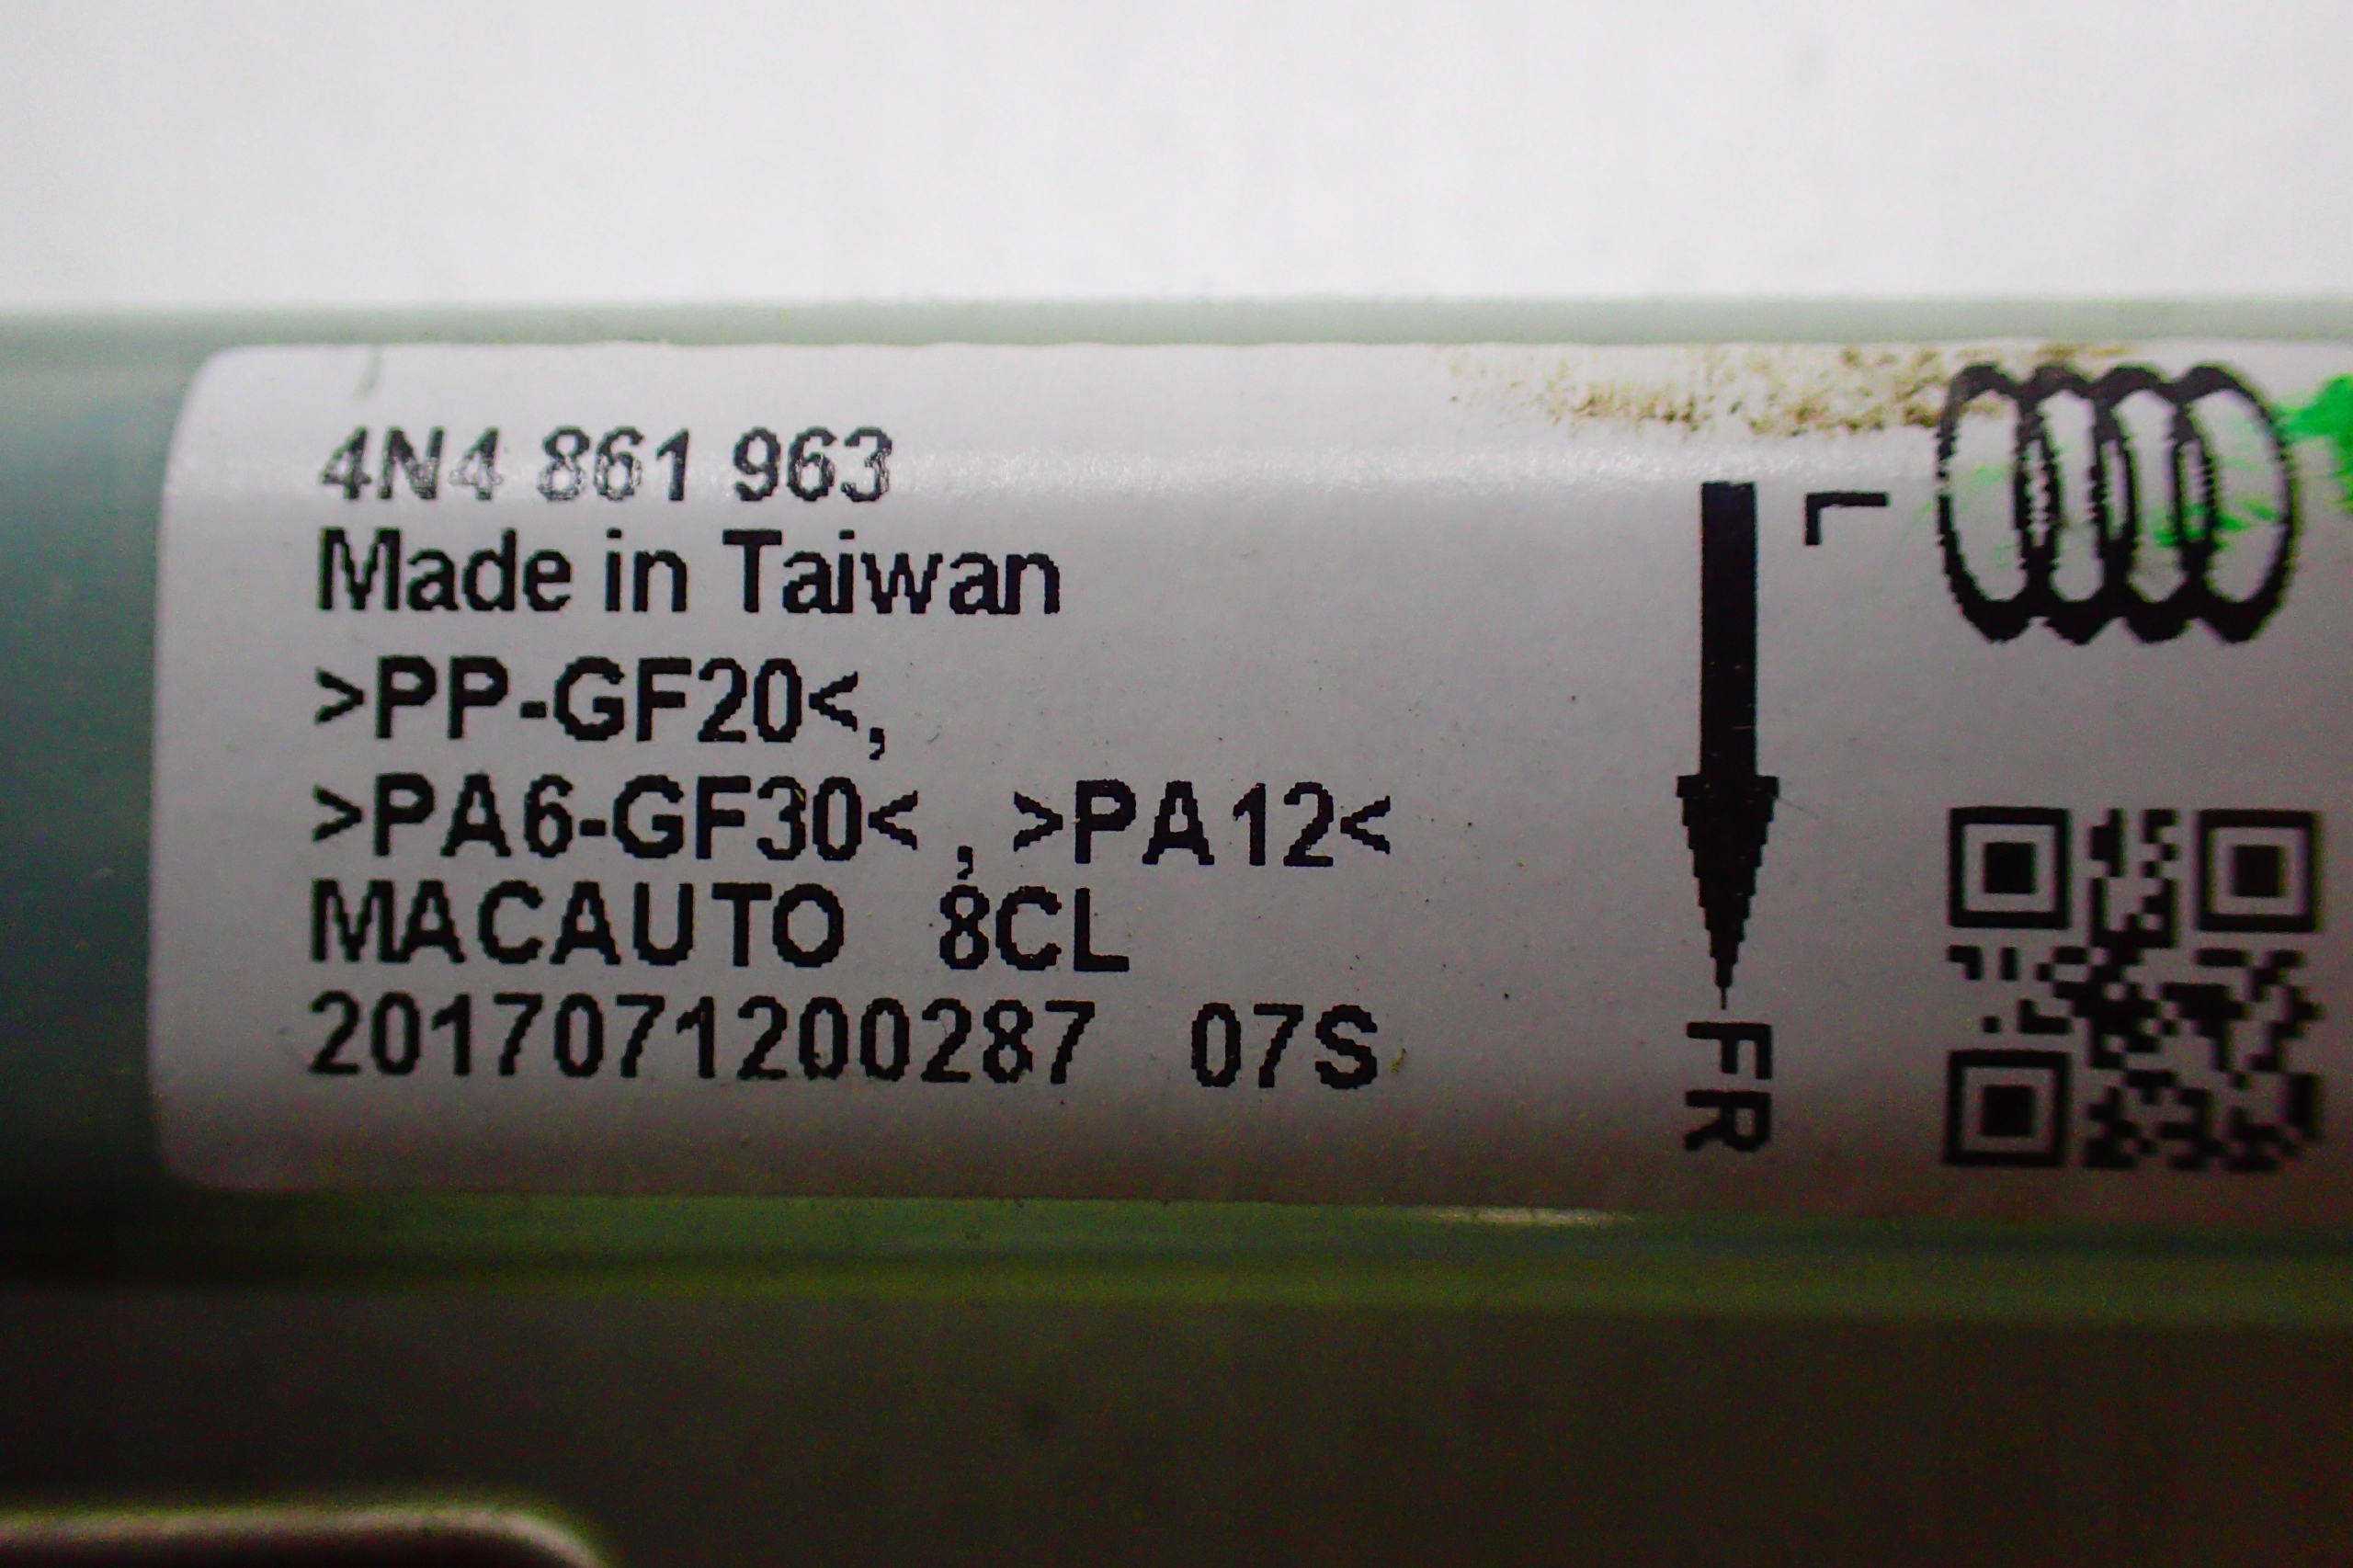 4N4 861 963
Made in Taiwan
>PP-GF20<,
>PA6-GF30< , >PA12<
MACAUTO 8CL
2017071200287 07S
L
FR